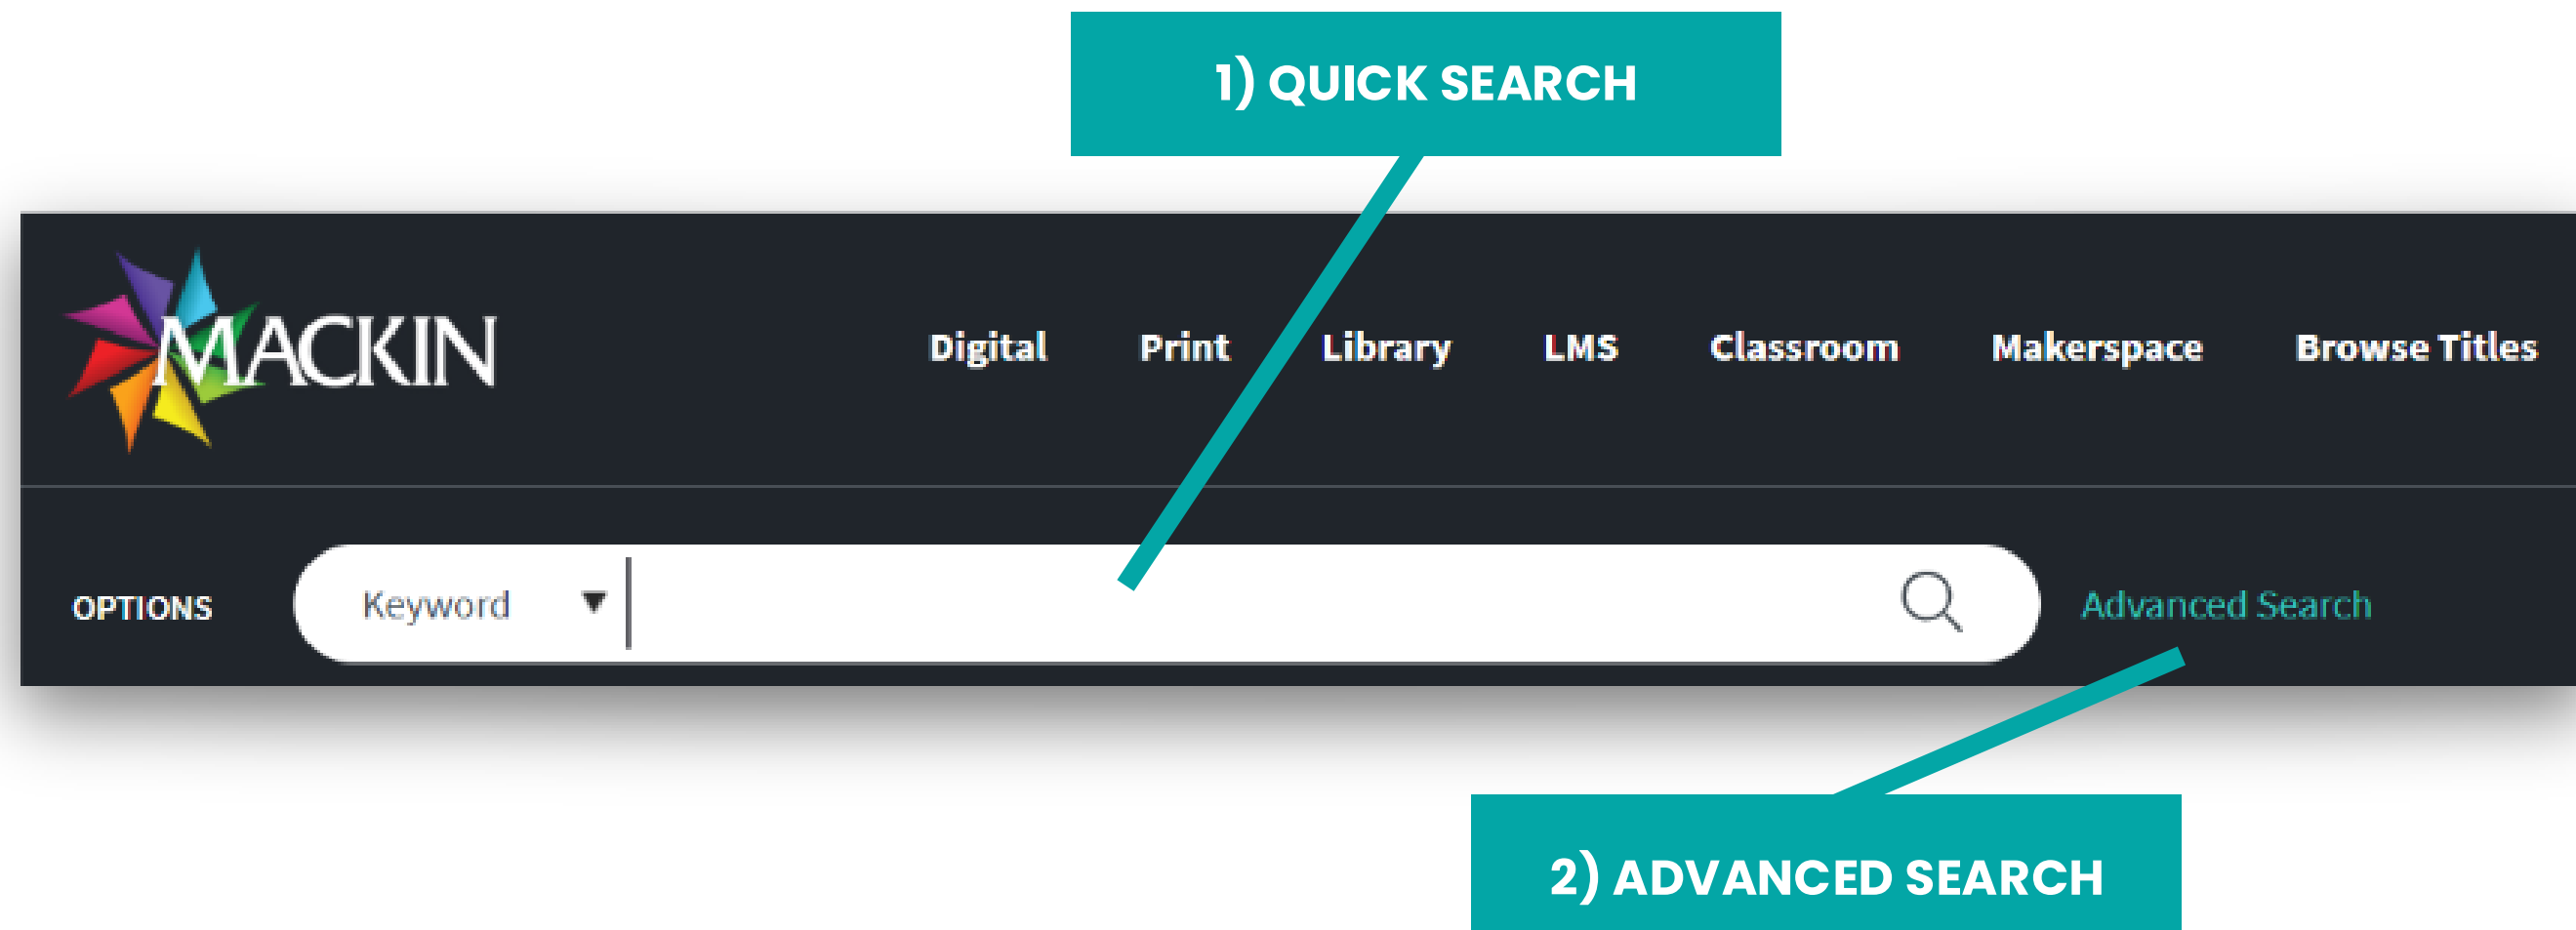 1) QUICK SEARCH
MACKIN
Digital Print Library LMS Classroom Makerspace Browse Titles
OPTIONS Keyword Advanced Search
2) ADVANCED SEARCH